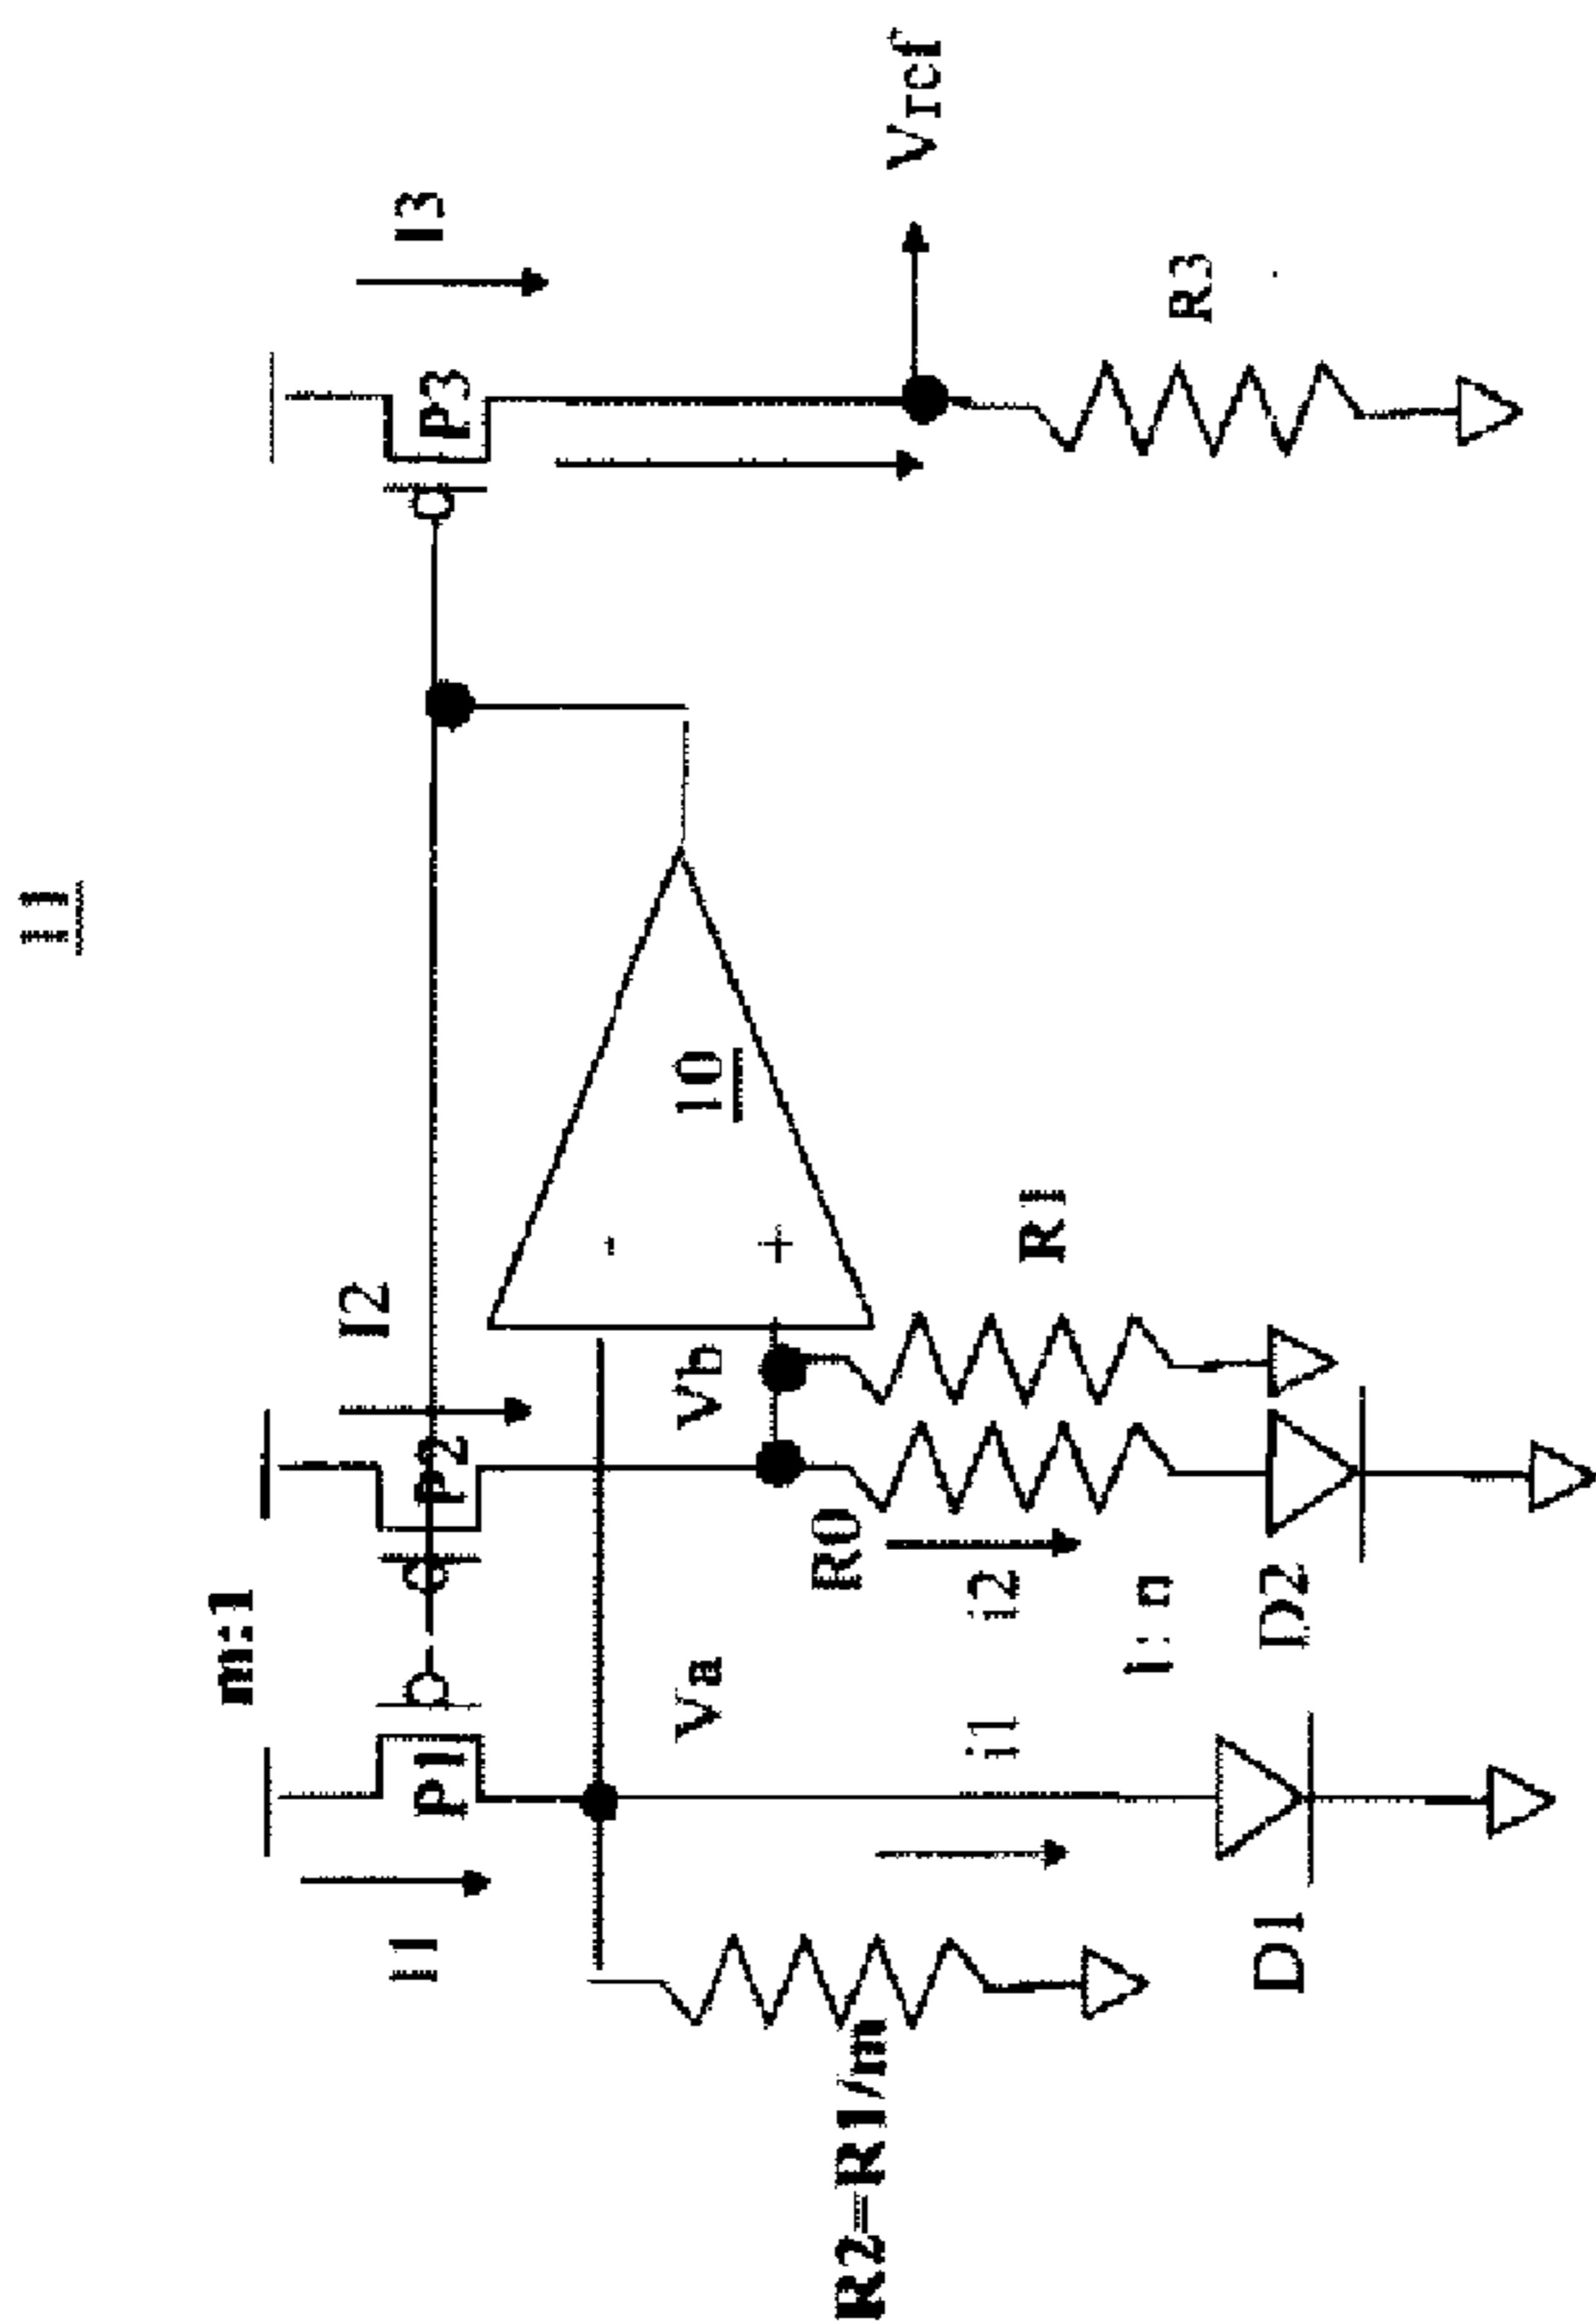 11
m:1
I2
I1
P1
P2
P3
I3
-
Va
Vb
10
+
R0
R2=R1/m
Vref
i1
i2
R1
1:n
R3
D1
D2